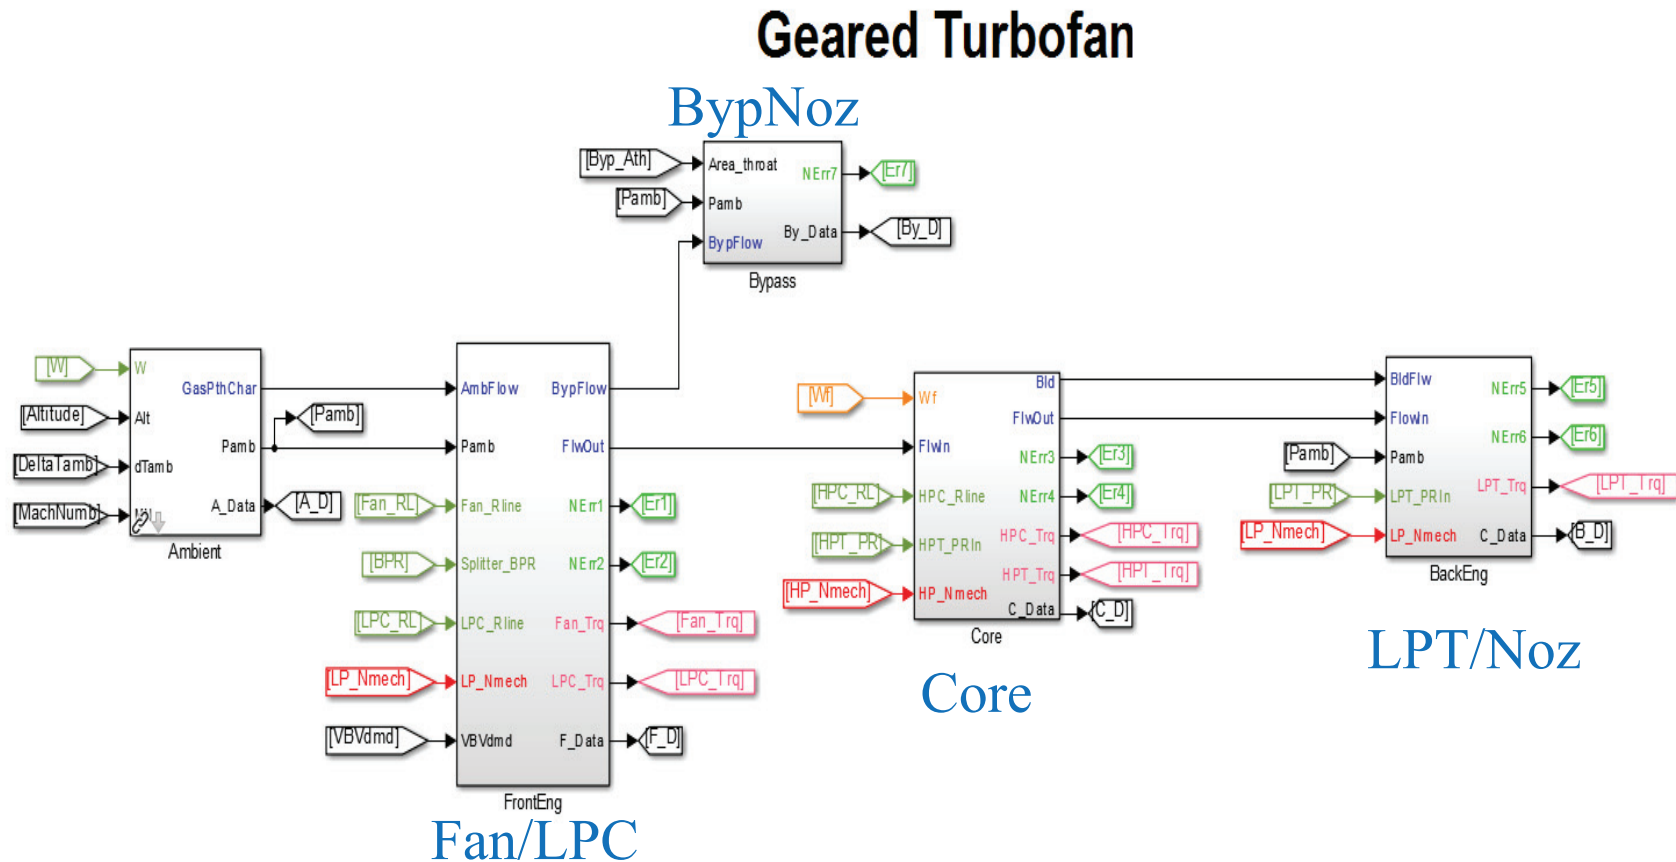 Geared Turbofan
BypNoz
[Byp_Ath]
Area_throat
NErr7
[Er7]
[Pamb]
Pamb
By_Data
[By_D]
BypFlow
Bypass
[W]
W
GasPthChar
[Altitude]
Alt
[Pamb]
Pamb
[DeltaTamb]
dTamb
A_Data
[A_D]
[MachNumb]
Ambient
AmbFlow
BypFlow
Pamb
FlwOut
[Fan_RL]
Fan_Rline
NErr1
[Er1]
[BPR]
Splitter_BPR
NErr2
[Er2]
[LPC_RL]
LPC_Rline
Fan_Trq
[Fan_Trq]
[LP_Nmech]
LP_Nmech
LPC_Trq
[LPC_Trq]
[VBVdmd]
VBVdmd
F_Data
[F_D]
FrontEng
Fan/LPC
[Wf]
Wf
Bld
FlwOut
FlwIn
NErr3
[Er3]
[HPC_RL]
HPC_Rline
NErr4
[Er4]
HPC_Trq
[HPC_Trq]
[HPT_PR]
HPT_PRIn
HPT_Trq
[HPT_Trq]
[HP_Nmech]
HP_Nmech
C_Data
[C_D]
Core
Core
BldFlw
NErr5
[Er5]
FlowIn
NErr6
[Er6]
[Pamb]
Pamb
LPT_Trq
[LPT_Trq]
[LPT_PR]
LPT_PRIn
[LP_Nmech]
LP_Nmech
C_Data
[B_D]
BackEng
LPT/Noz